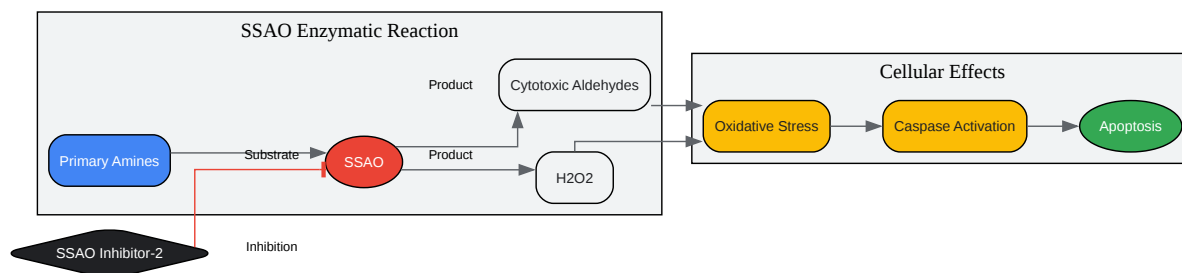 SSAO Enzymatic Reaction
Cellular Effects
Product
Cytotoxic Aldehydes
Oxidative Stress
Caspase Activation
Apoptosis
Primary Amines
Substrate
SSAO
Product
H2O2
SSAO Inhibitor-2
Inhibition